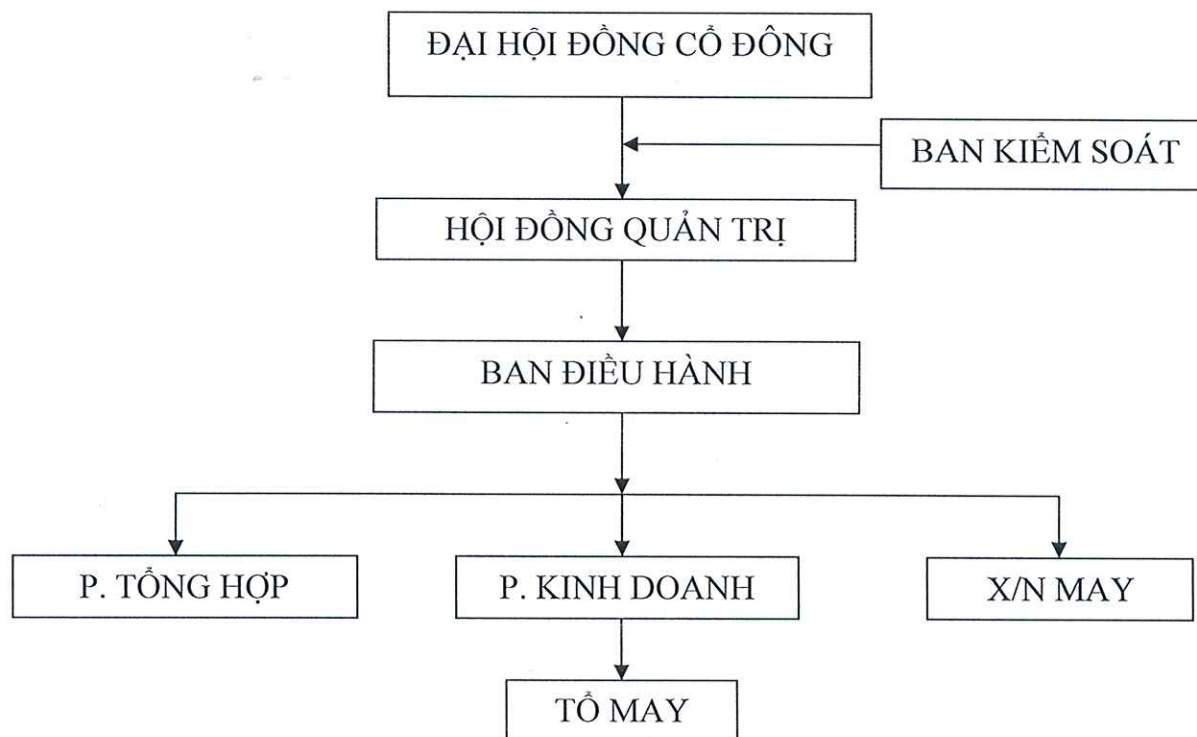 ĐẠI HỘI ĐỒNG CỔ ĐÔNG
BAN KIỂM SOÁT
HỘI ĐỒNG QUẢN TRỊ
BAN ĐIỀU HÀNH
P. TỔNG HỢP
P. KINH DOANH
X/N MAY
TỔ MAY